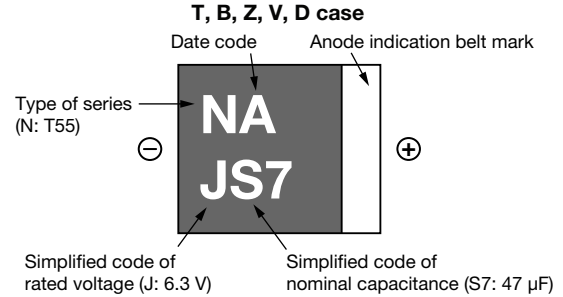 T, B, Z, V, D case
Date code
Anode indication belt mark
Type of series
(N: T55)
NA
JS7
⊖
⊕
Simplified code of
rated voltage (J: 6.3 V)
Simplified code of
nominal capacitance (S7: 47 μF)